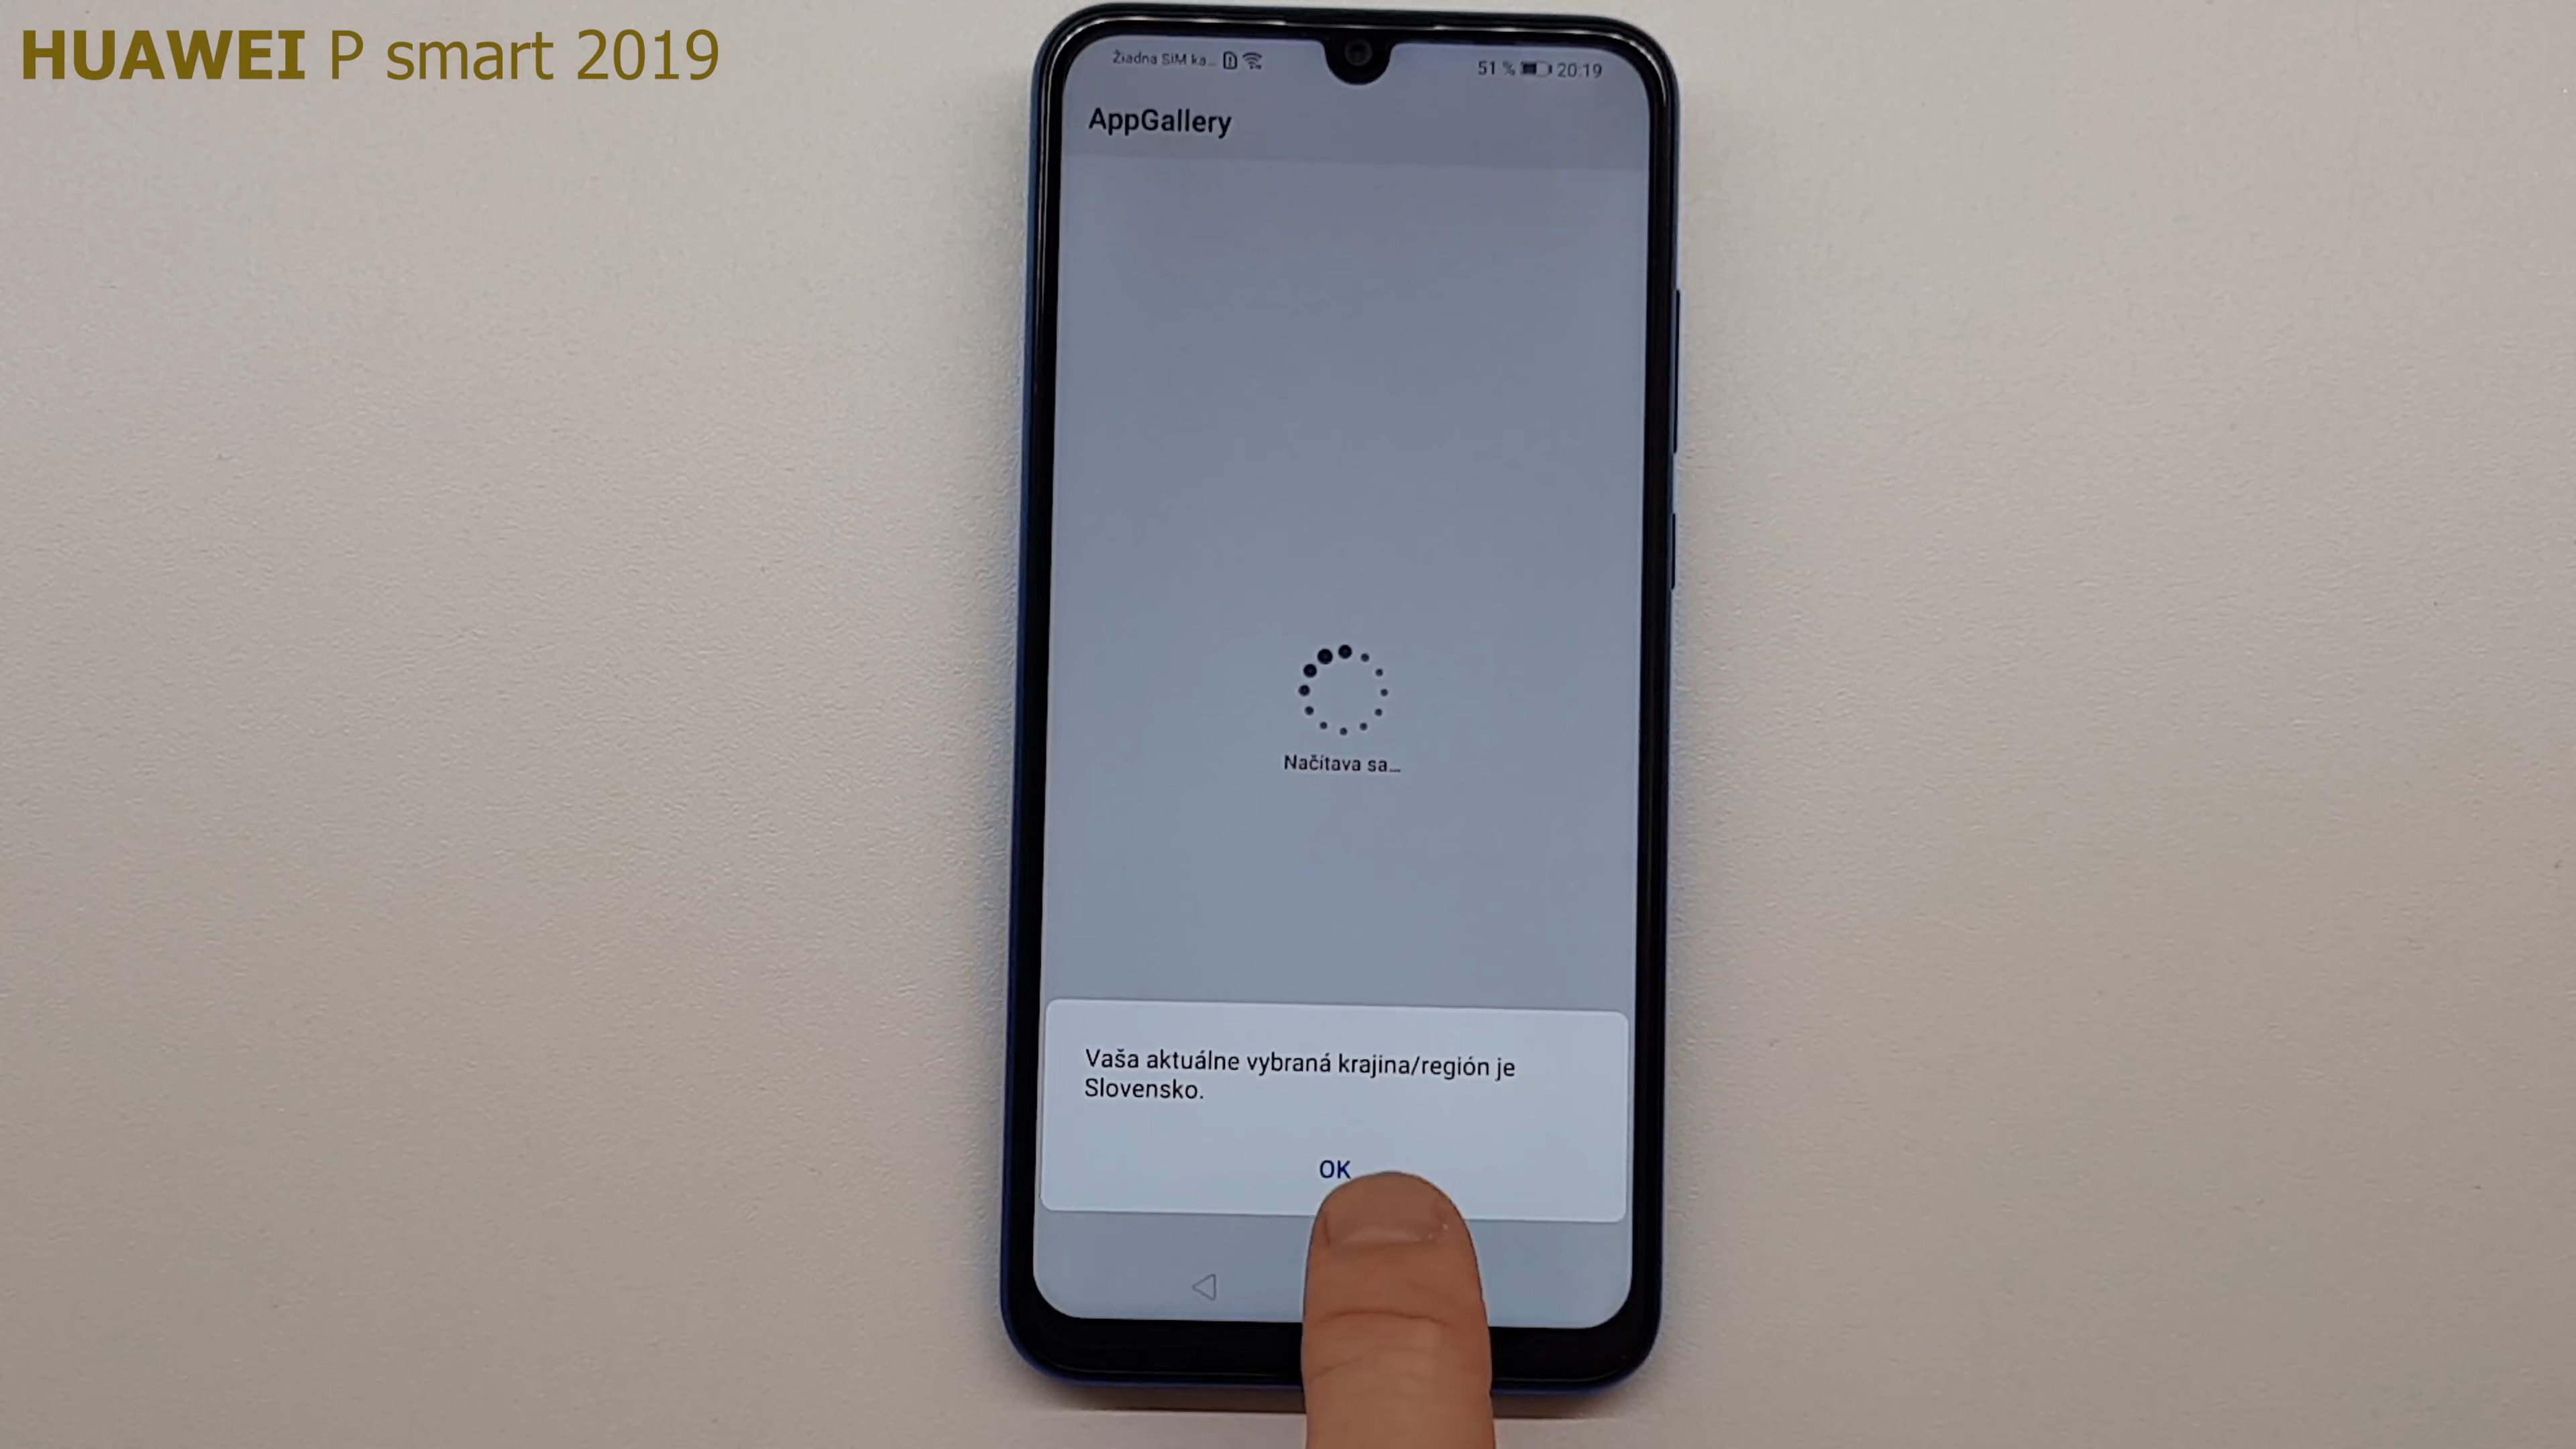 HUAWEI P smart 2019
Žiadna SIM ka...
51 % 20:19
AppGallery
Načítava sa...
Vaša aktuálne vybraná krajina/región je
Slovensko.
OK